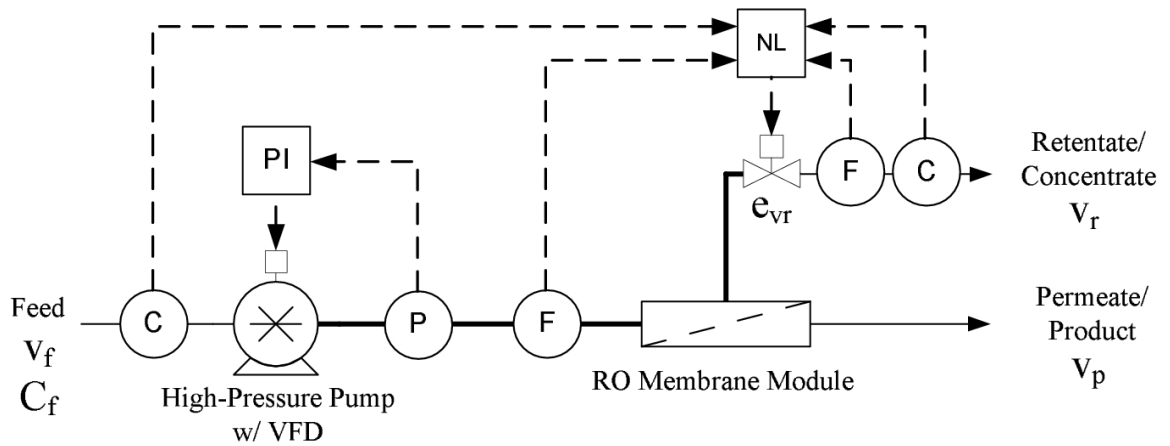 NL
PI
F
C
Retentate/
Concentrate
v_r
e_vr
Feed
v_f
C_f
C
P
F
Permeate/
Product
v_p
High-Pressure Pump
w/ VFD
RO Membrane Module